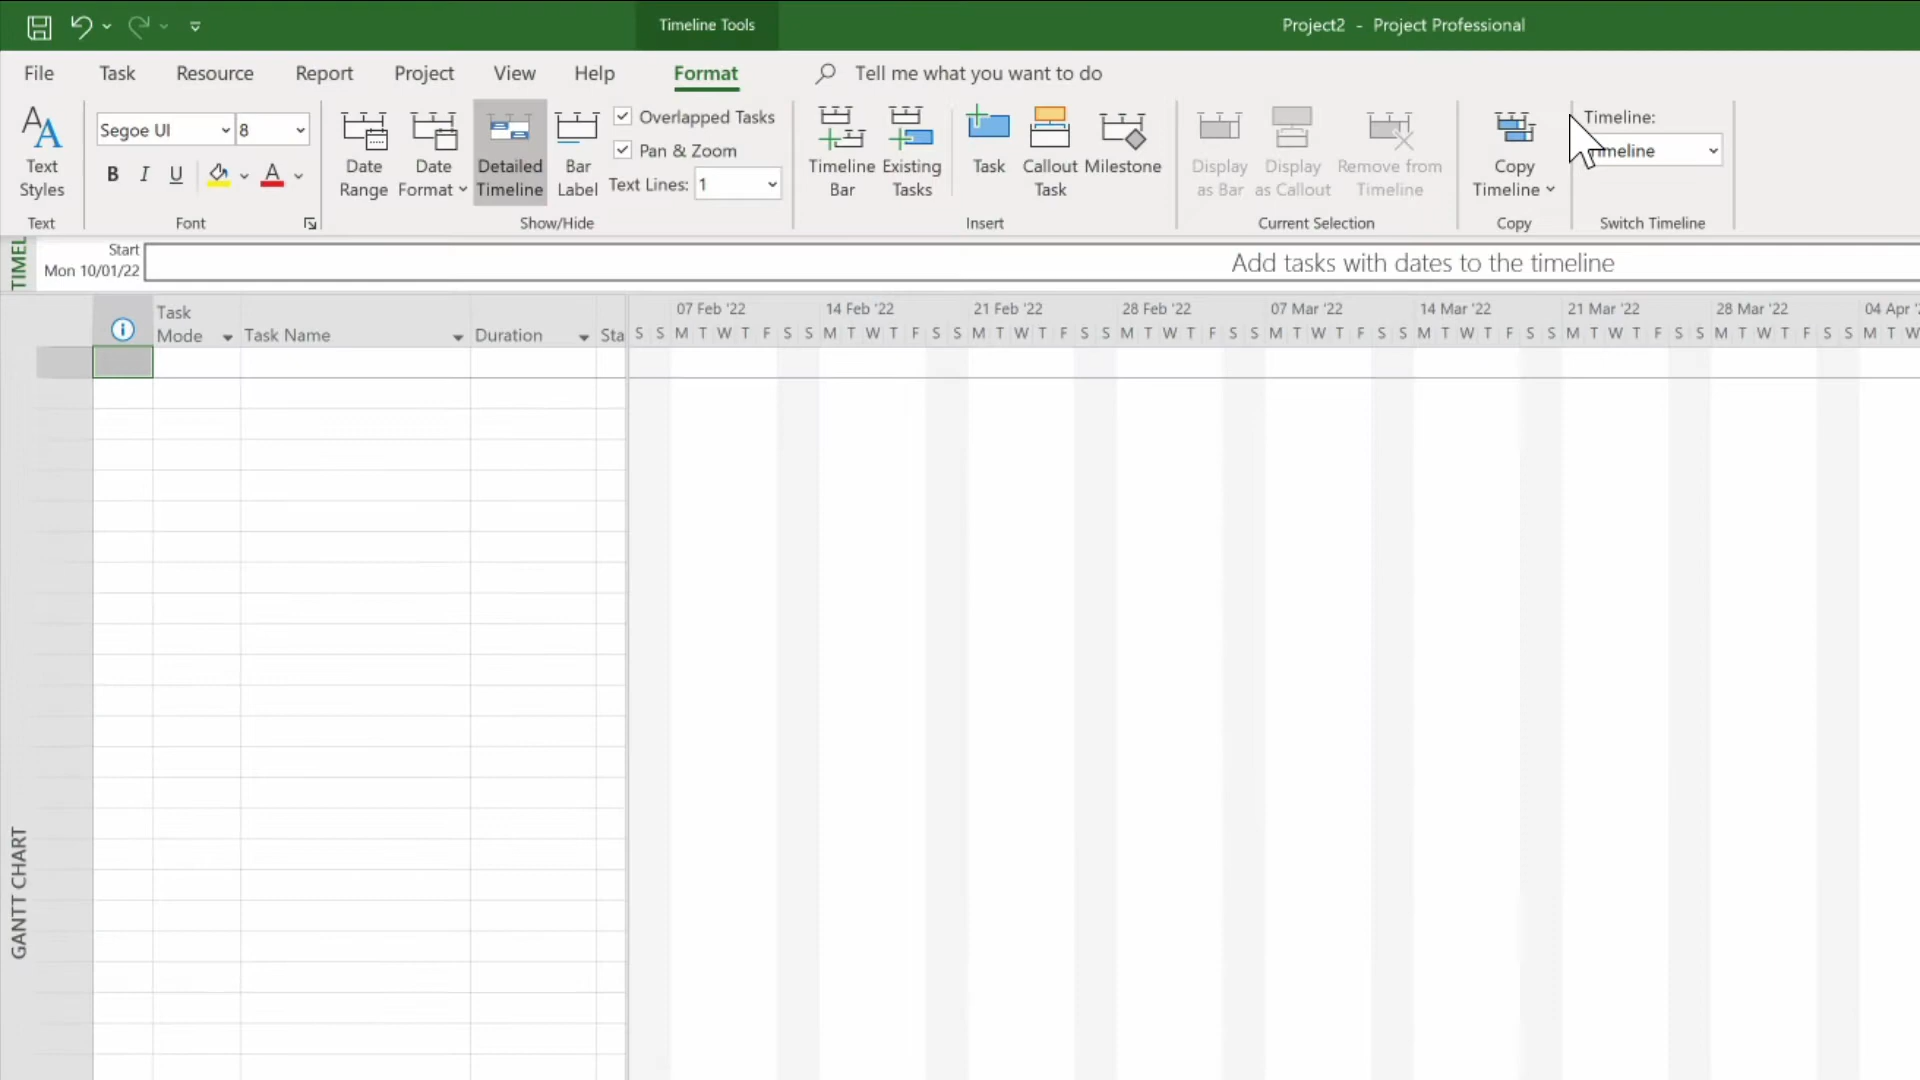 Timeline Tools
Project2 - Project Professional
File Task Resource Report Project View Help Format Tell me what you want to do
Text Styles
Text
Segoe UI 8
B I U A
Font
Date Range
Date Format
Detailed Timeline
Bar Label
Overlapped Tasks
Pan & Zoom
Text Lines: 1
Show/Hide
Timeline Bar
Existing Tasks
Task
Callout Task
Milestone
Insert
Display as Bar
Display as Callout
Remove from Timeline
Current Selection
Copy Timeline
Copy
Timeline:
Switch Timeline
Start
Mon 10/01/22
Add tasks with dates to the timeline
Task Mode
Task Name
Duration
Sta
07 Feb '22 14 Feb '22 21 Feb '22 28 Feb '22 07 Mar '22 14 Mar '22 21 Mar '22 28 Mar '22 04 Apr
S S M T W T F S S M T W T F S S M T W T F S S M T W T F S S M T W T F S S M T W T F S S M T W T F S S M T W T F S S M T W
GANTT CHART